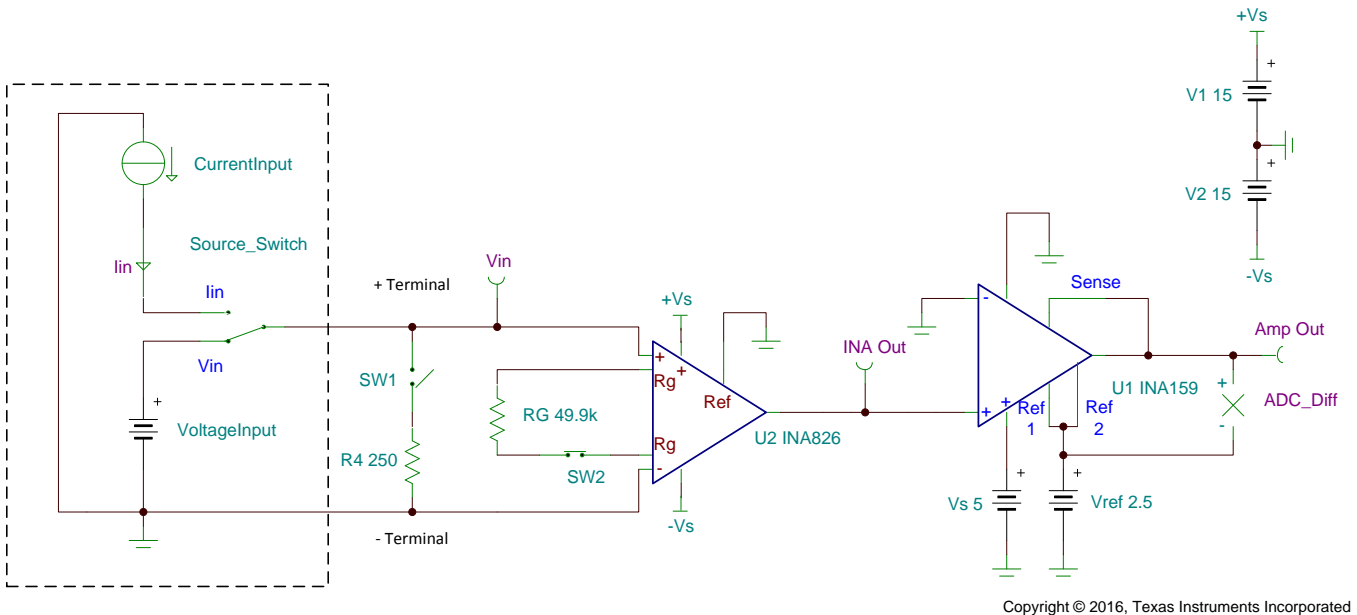 +Vs
+
V1 15
+
V2 15
-Vs
CurrentInput
Source_Switch
Iin
Iin
Vin
+
VoltageInput
+ Terminal
Vin
SW1
R4 250
- Terminal
RG 49.9k
SW2
+Vs
+
+
Rg
Ref
Rg
-
U2 INA826
-Vs
INA Out
-
Sense
+
+
Ref
1
Ref
2
U1 INA159
Amp Out
+
ADC_Diff
-
+
Vs 5
+
Vref 2.5
Copyright © 2016, Texas Instruments Incorporated